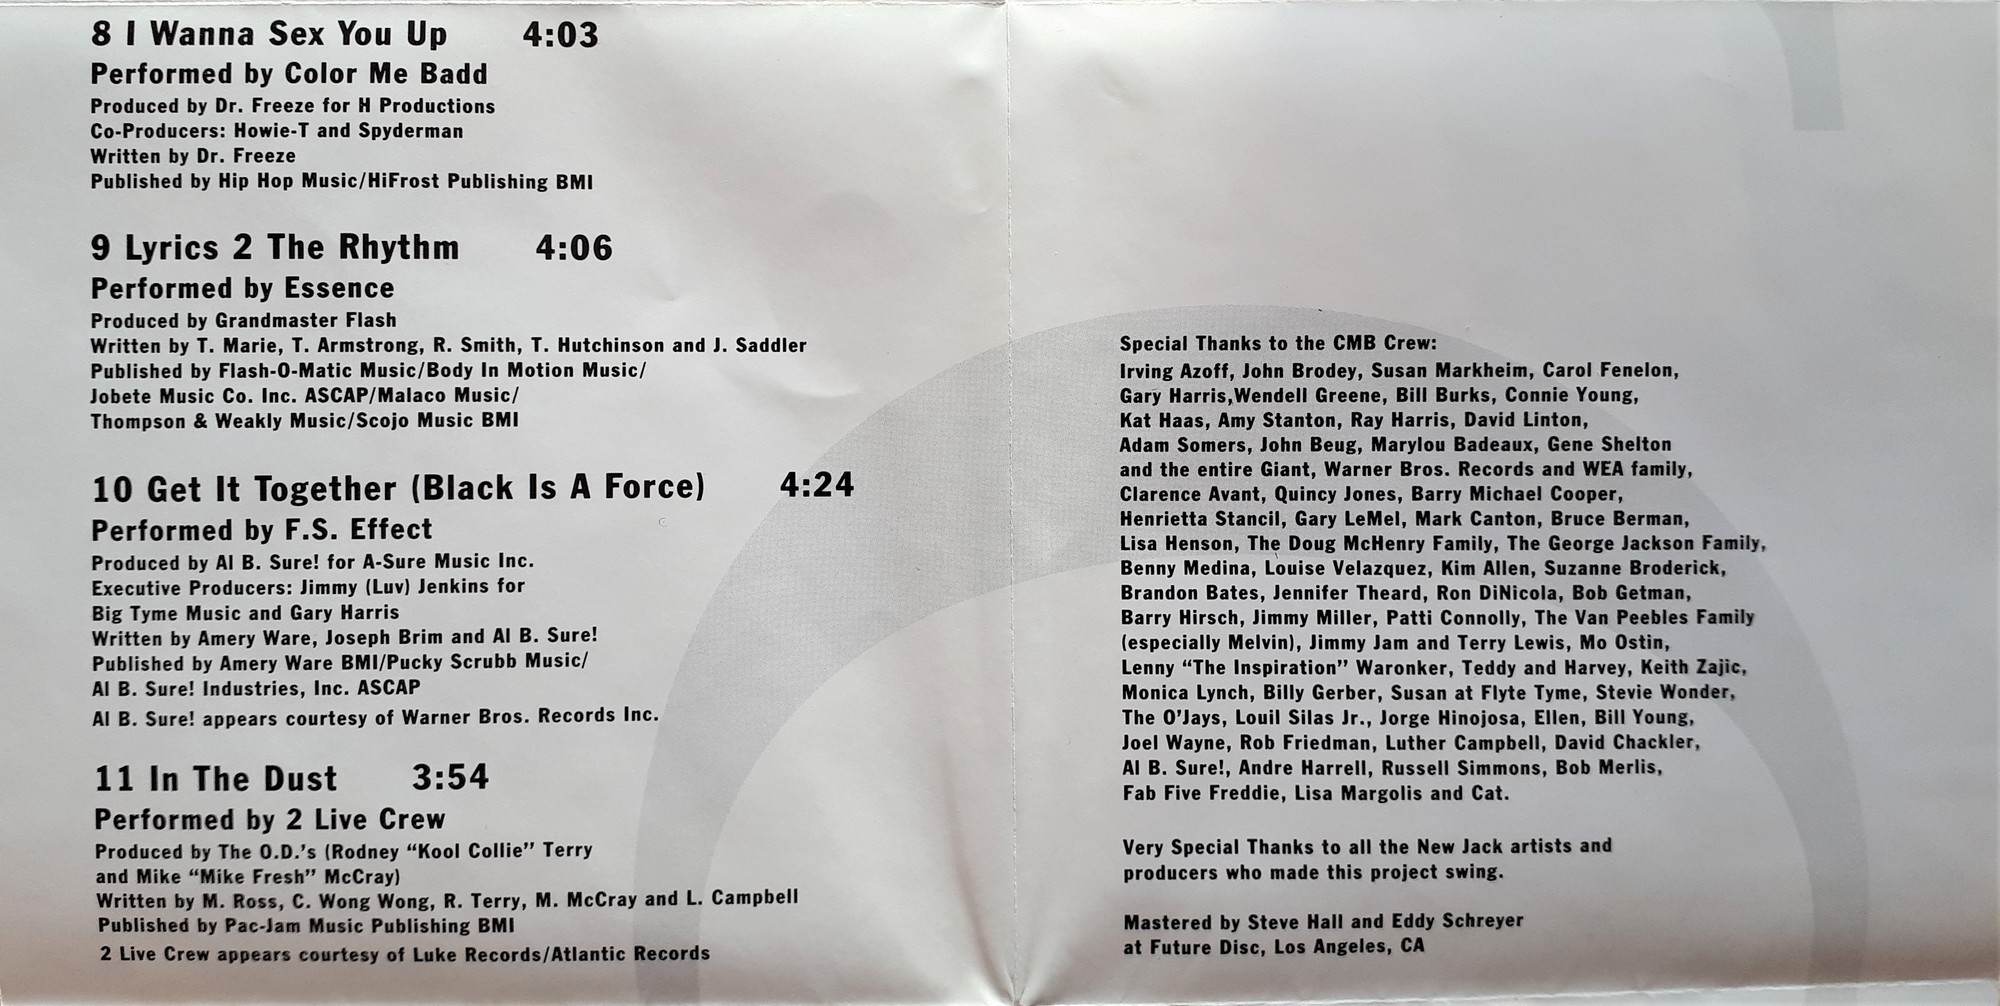 8 I Wanna Sex You Up 4:03
Performed by Color Me Badd
Produced by Dr. Freeze for H Productions
Co-Producers: Howie-T and Spyderman
Written by Dr. Freeze
Published by Hip Hop Music/HiFrost Publishing BMI
9 Lyrics 2 The Rhythm 4:06
Performed by Essence
Produced by Grandmaster Flash
Written by T. Marie, T. Armstrong, R. Smith, T. Hutchinson and J. Saddler
Published by Flash-O-Matic Music/Body In Motion Music/
Jobete Music Co. Inc. ASCAP/Malaco Music/
Thompson & Weakly Music/Scojo Music BMI
10 Get It Together (Black Is A Force) 4:24
Performed by F.S. Effect
Produced by Al B. Sure! for A-Sure Music Inc.
Executive Producers: Jimmy (Luv) Jenkins for
Big Tyme Music and Gary Harris
Written by Amery Ware, Joseph Brim and Al B. Sure!
Published by Amery Ware BMI/Pucky Scrubb Music/
Al B. Sure! Industries, Inc. ASCAP
Al B. Sure! appears courtesy of Warner Bros. Records Inc.
11 In The Dust 3:54
Performed by 2 Live Crew
Produced by The O.D.'s (Rodney “Kool Collie” Terry
and Mike “Mike Fresh” McCray)
Written by M. Ross, C. Wong Wong, R. Terry, M. McCray and L. Campbell
Published by Pac-Jam Music Publishing BMI
2 Live Crew appears courtesy of Luke Records/Atlantic Records
Special Thanks to the CMB Crew:
Irving Azoff, John Brodey, Susan Markheim, Carol Fenelon,
Gary Harris,Wendell Greene, Bill Burks, Connie Young,
Kat Haas, Amy Stanton, Ray Harris, David Linton,
Adam Somers, John Beug, Marylou Badeaux, Gene Shelton
and the entire Giant, Warner Bros. Records and WEA family,
Clarence Avant, Quincy Jones, Barry Michael Cooper,
Henrietta Stancil, Gary LeMel, Mark Canton, Bruce Berman,
Lisa Henson, The Doug McHenry Family, The George Jackson Family,
Benny Medina, Louise Velazquez, Kim Allen, Suzanne Broderick,
Brandon Bates, Jennifer Theard, Ron DiNicola, Bob Getman,
Barry Hirsch, Jimmy Miller, Patti Connolly, The Van Peebles Family
(especially Melvin), Jimmy Jam and Terry Lewis, Mo Ostin,
Lenny “The Inspiration” Waronker, Teddy and Harvey, Keith Zajic,
Monica Lynch, Billy Gerber, Susan at Flyte Tyme, Stevie Wonder,
The O'Jays, Louil Silas Jr., Jorge Hinojosa, Ellen, Bill Young,
Joel Wayne, Rob Friedman, Luther Campbell, David Chackler,
Al B. Sure!, Andre Harrell, Russell Simmons, Bob Merlis,
Fab Five Freddie, Lisa Margolis and Cat.
Very Special Thanks to all the New Jack artists and
producers who made this project swing.
Mastered by Steve Hall and Eddy Schreyer
at Future Disc, Los Angeles, CA